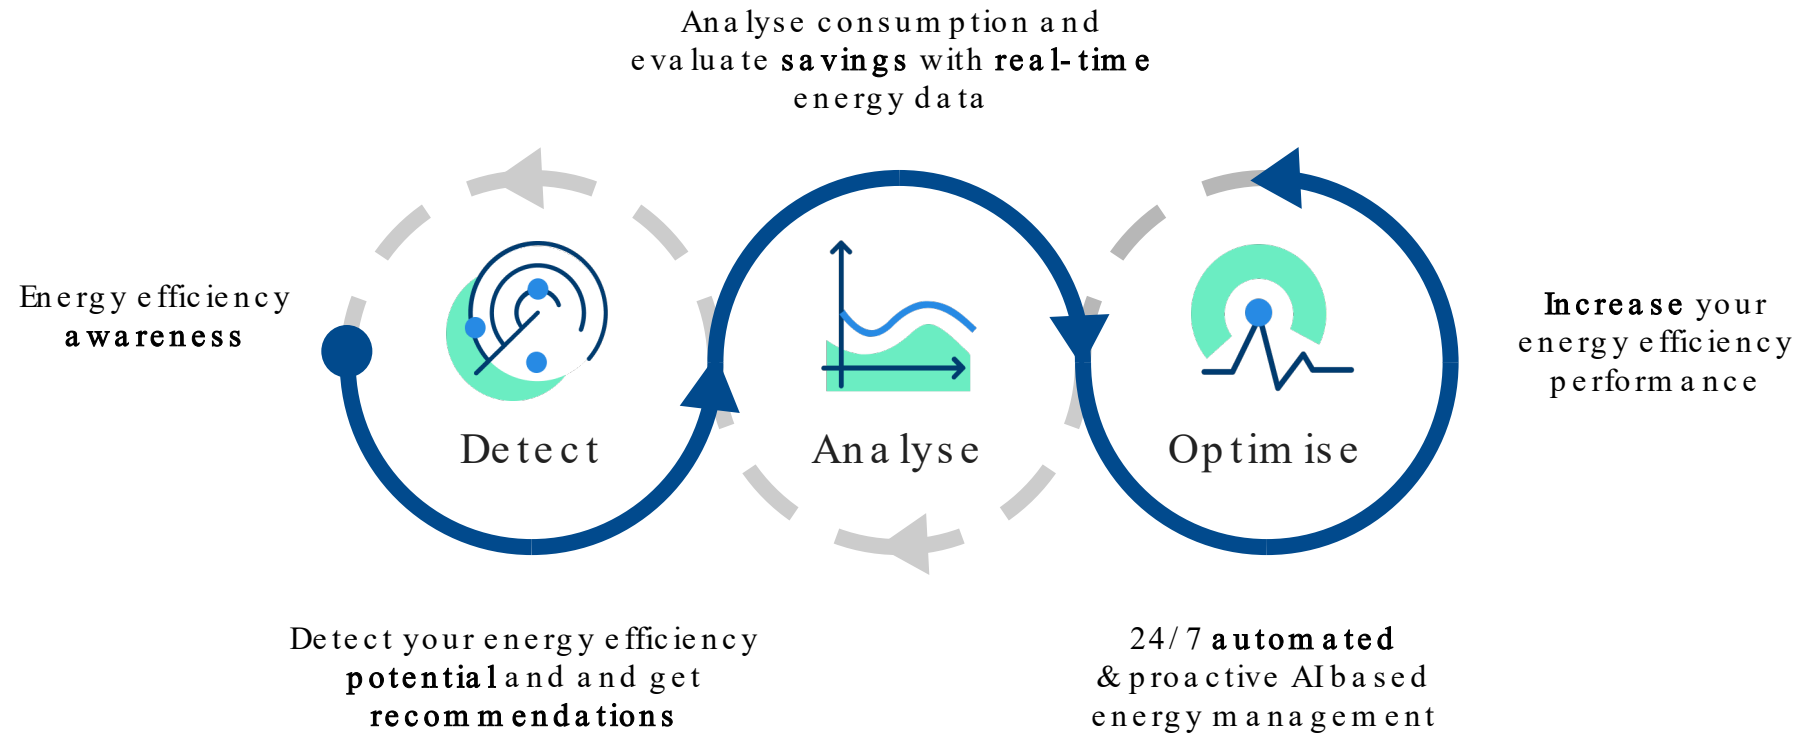 Analyse consumption and
evaluate savings with real-time
energy data
Energy efficiency
awareness
Increase your
energy efficiency
performance
Detect
Analyse
Optimise
Detect your energy efficiency
potential and and get
recommendations
24/7 automated
& proactive AI based
energy management